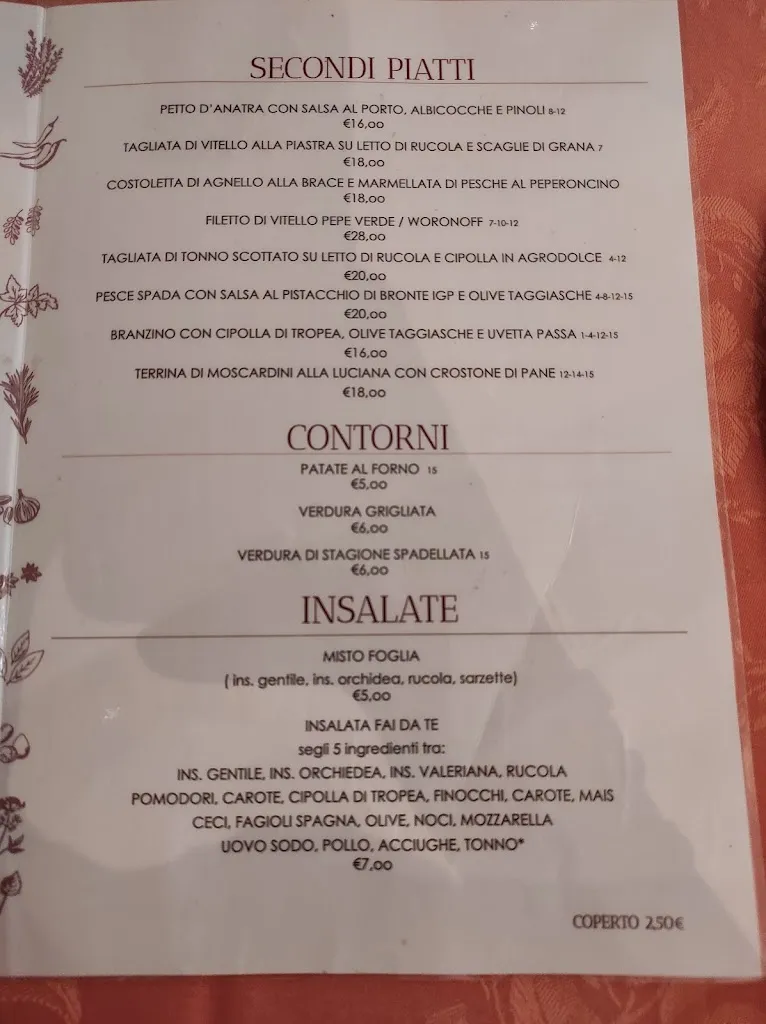 SECONDI PIATTI
PETTO D'ANATRA CON SALSA AL PORTO, ALBICOCCHE E PINOLI 8-12
€16,00
TAGLIATA DI VITELLO ALLA PIASTRA SU LETTO DI RUCOLA E SCAGLIE DI GRANA 7
€18,00
COSTOLETTA DI AGNELLO ALLA BRACE E MARMELLATA DI PESCHE AL PEPERONCINO
€18,00
FILETTO DI VITELLO PEPE VERDE / WORONOFF 7-10-12
€28,00
TAGLIATA DI TONNO SCOTTATO SU LETTO DI RUCOLA E CIPOLLA IN AGRODOLCE 4-12
€20,00
PESCE SPADA CON SALSA AL PISTACCHIO DI BRONTE IGP E OLIVE TAGGIASCHE 4-8-12-15
€20,00
BRANZINO CON CIPOLLA DI TROPEA, OLIVE TAGGIASCHE E UVETTA PASSA 1-4-12-15
€16,00
TERRINA DI MOSCARDINI ALLA LUCIANA CON CROSTONE DI PANE 12-14-15
€18,00
CONTORNI
PATATE AL FORNO 15
€5,00
VERDURA GRIGLIATA
€6,00
VERDURA DI STAGIONE SPADELLATA 15
€6,00
INSALATE
MISTO FOGLIA
( ins. gentile, ins. orchidea, rucola, sarzette)
€5,00
INSALATA FAI DA TE
segli 5 ingredienti tra:
INS. GENTILE, INS. ORCHIEDEA, INS. VALERIANA, RUCOLA
POMODORI, CAROTE, CIPOLLA DI TROPEA, FINOCCHI, CAROTE, MAIS
CECI, FAGIOLI SPAGNA, OLIVE, NOCI, MOZZARELLA
UOVO SODO, POLLO, ACCIUGHE, TONNO*
€7,00
COPERTO 2,50€